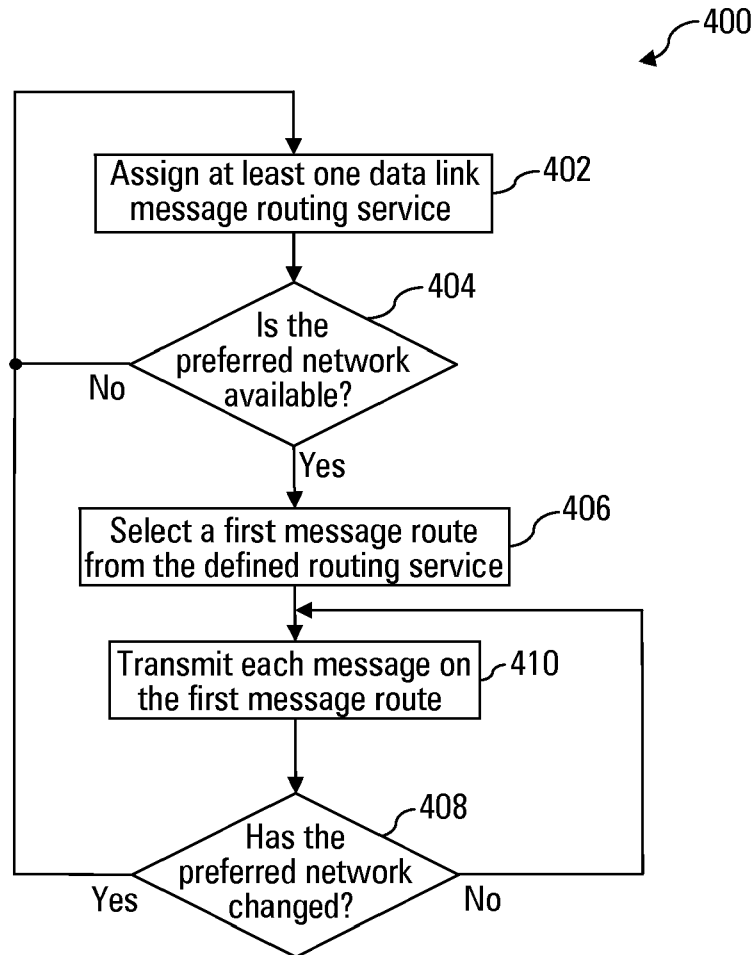 400
Assign at least one data link
message routing service
402
404
Is the
preferred network
available?
No
Yes
Select a first message route
from the defined routing service
406
Transmit each message on
the first message route
410
408
Has the
preferred network
changed?
Yes
No